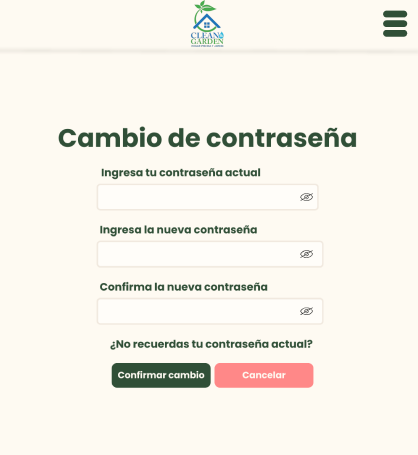 CLEAN
GARDEN
Cambio de contraseña
Ingresa tu contraseña actual
Ingresa la nueva contraseña
Confirma la nueva contraseña
¿No recuerdas tu contraseña actual?
Confirmar cambio
Cancelar